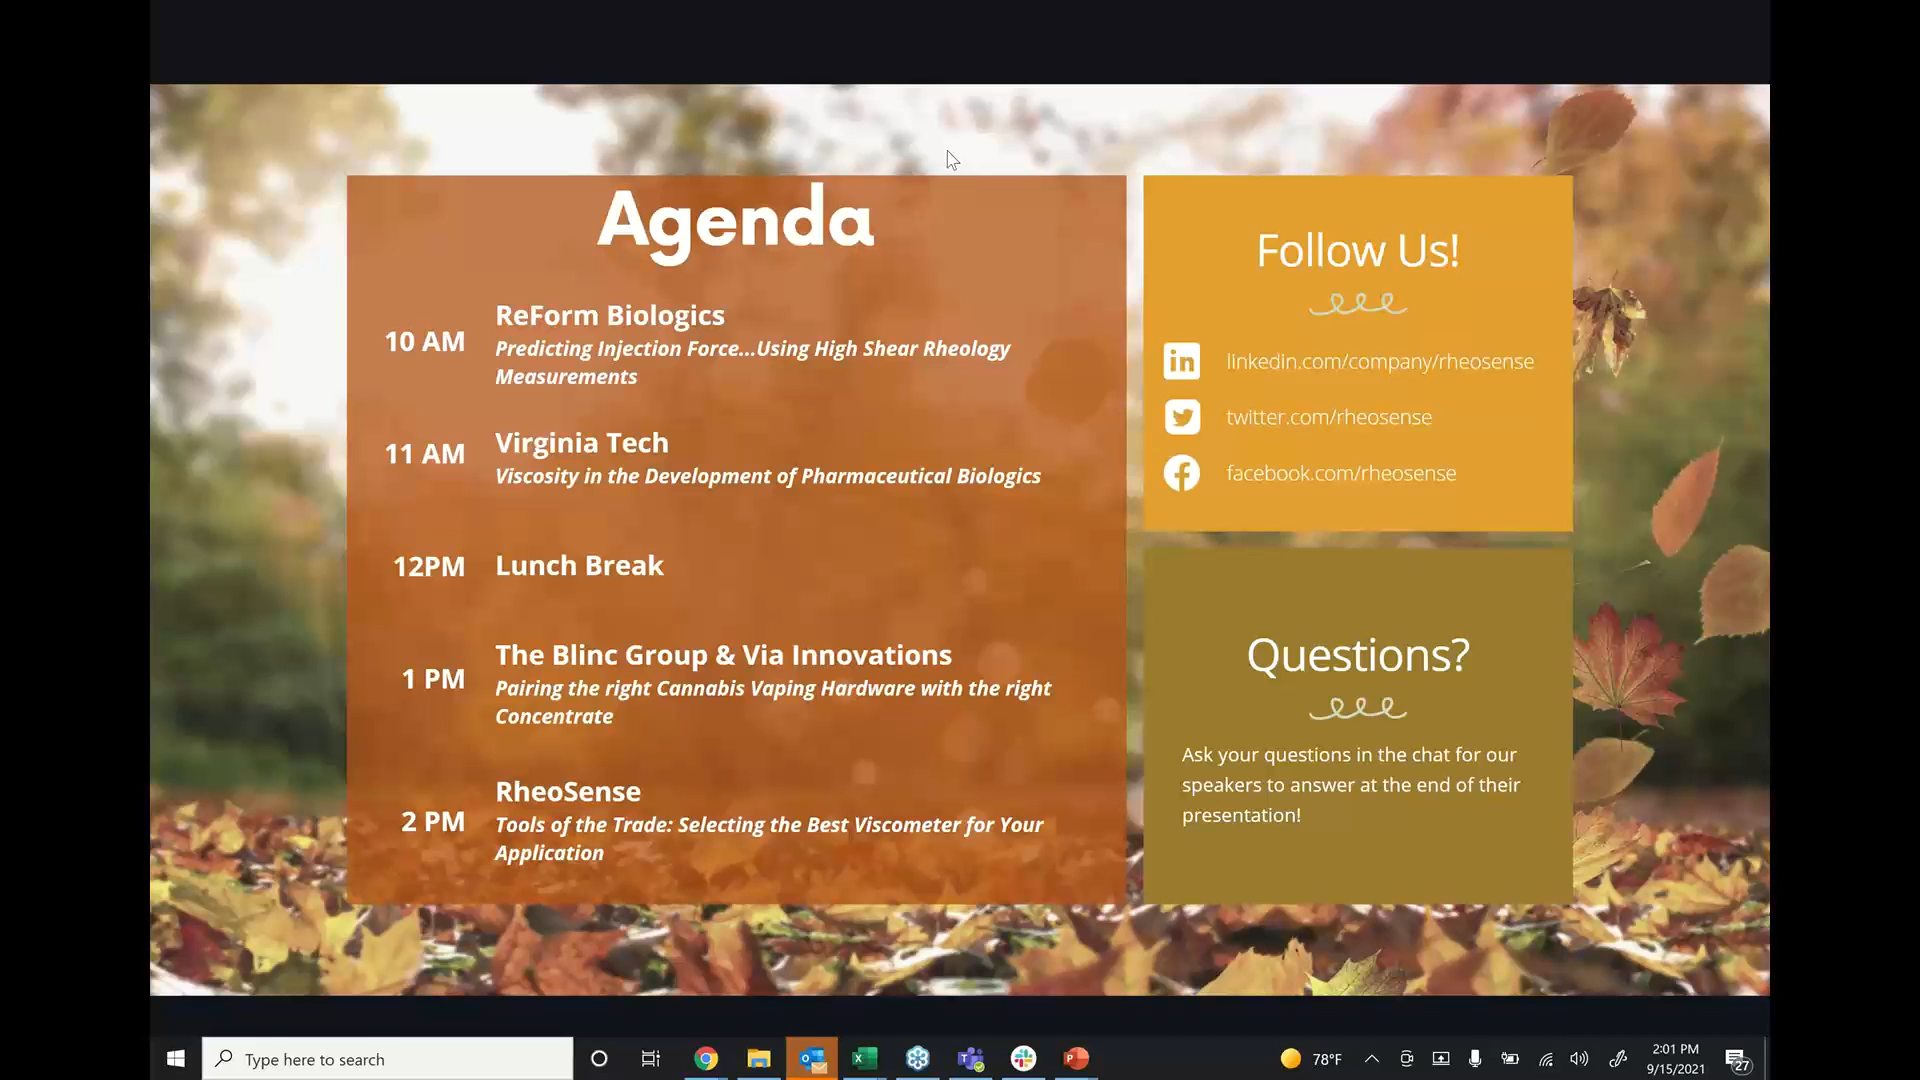 Agenda
10 AM
ReForm Biologics
Predicting Injection Force...Using High Shear Rheology
Measurements
11 AM
Virginia Tech
Viscosity in the Development of Pharmaceutical Biologics
12PM
Lunch Break
1 PM
The Blinc Group & Via Innovations
Pairing the right Cannabis Vaping Hardware with the right
Concentrate
2 PM
RheoSense
Tools of the Trade: Selecting the Best Viscometer for Your
Application
Follow Us!
in
linkedin.com/company/rheosense
twitter.com/rheosense
facebook.com/rheosense
Questions?
Ask your questions in the chat for our
speakers to answer at the end of their
presentation!
Type here to search
78°F
2:01 PM
9/15/2021
27